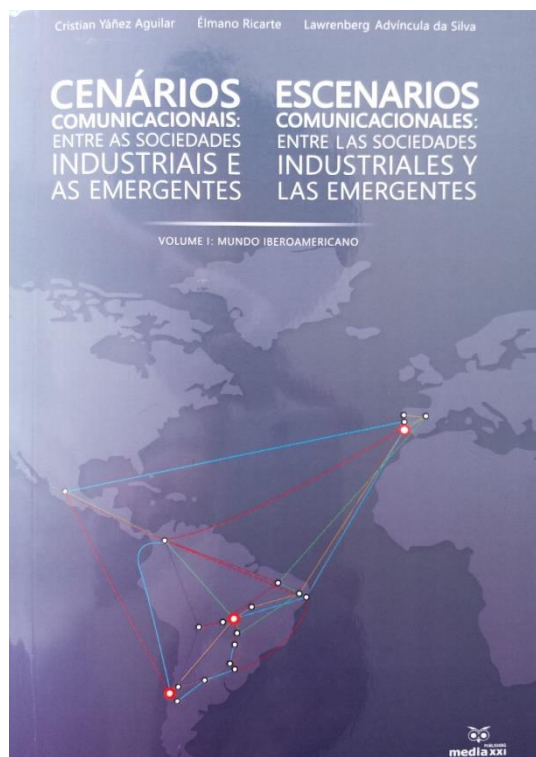 Cristian Yáñez Aguilar Élmano Ricarte Lawrenberg Advíncula da Silva
CENÁRIOS
COMUNICACIONAIS:
ENTRE AS SOCIEDADES
INDUSTRIAIS E
AS EMERGENTES
ESCENARIOS
COMUNICACIONALES:
ENTRE LAS SOCIEDADES
INDUSTRIALES Y
LAS EMERGENTES
VOLUME I: MUNDO IBEROAMERICANO
PUBLISHING
media XXI